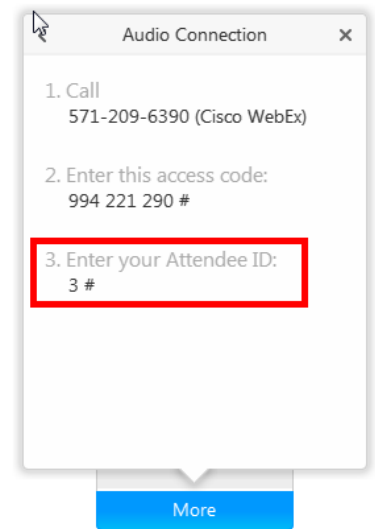 Audio Connection ×
1. Call
571-209-6390 (Cisco WebEx)
2. Enter this access code:
994 221 290 #
3. Enter your Attendee ID:
3 #
More